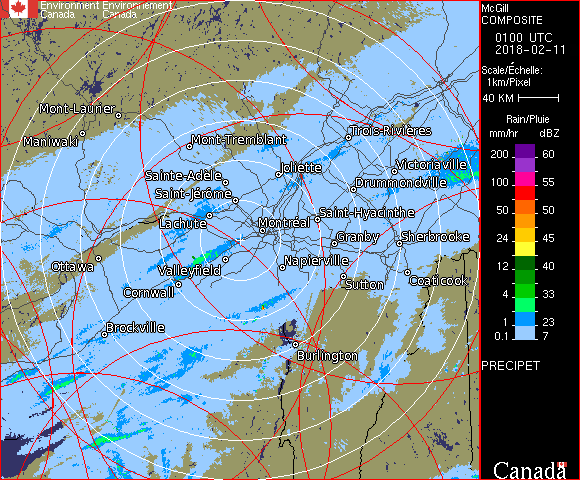 Environment Environnement
Canada Canada
McGill
COMPOSITE
0100 UTC
2018-02-11
Scale/Échelle:
1km/Pixel
40 KM
Rain/Pluie
mm/hr dBZ
200 60
100 55
50 50
24 45
12 40
4 33
1 23
0.1 7
PRECIPET
Canada
Mont-Laurier
Maniwaki
Mont-Tremblant
Trois-Rivières
Sainte-Adèle
Joliette
Victoriaville
Saint-Jérôme
Drummondville
Lachute
Montréal
Saint-Hyacinthe
Granby
Sherbrooke
Ottawa
Valleyfield
Napierville
Cornwall
Sutton
Coaticook
Brockville
Burlington